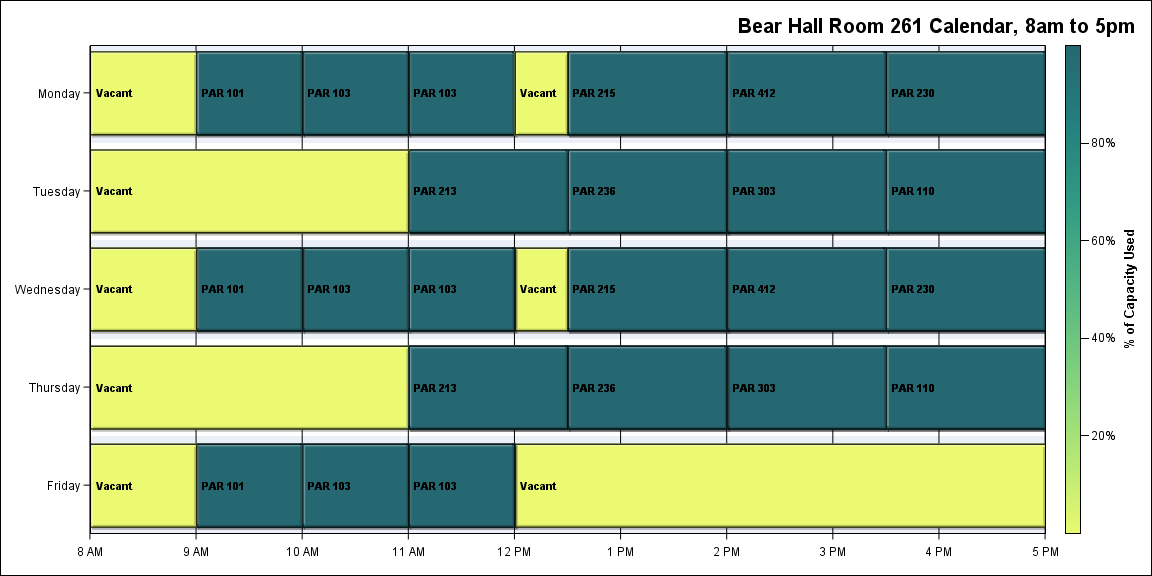 Bear Hall Room 261 Calendar, 8am to 5pm
Monday Vacant PAR 101 PAR 103 PAR 103 Vacant PAR 215 PAR 412 PAR 230
80%
Tuesday Vacant PAR 213 PAR 236 PAR 303 PAR 110
60%
Wednesday Vacant PAR 101 PAR 103 PAR 103 Vacant PAR 215 PAR 412 PAR 230
% of Capacity Used
40%
Thursday Vacant PAR 213 PAR 236 PAR 303 PAR 110
20%
Friday Vacant PAR 101 PAR 103 PAR 103 Vacant
8 AM 9 AM 10 AM 11 AM 12 PM 1 PM 2 PM 3 PM 4 PM 5 PM